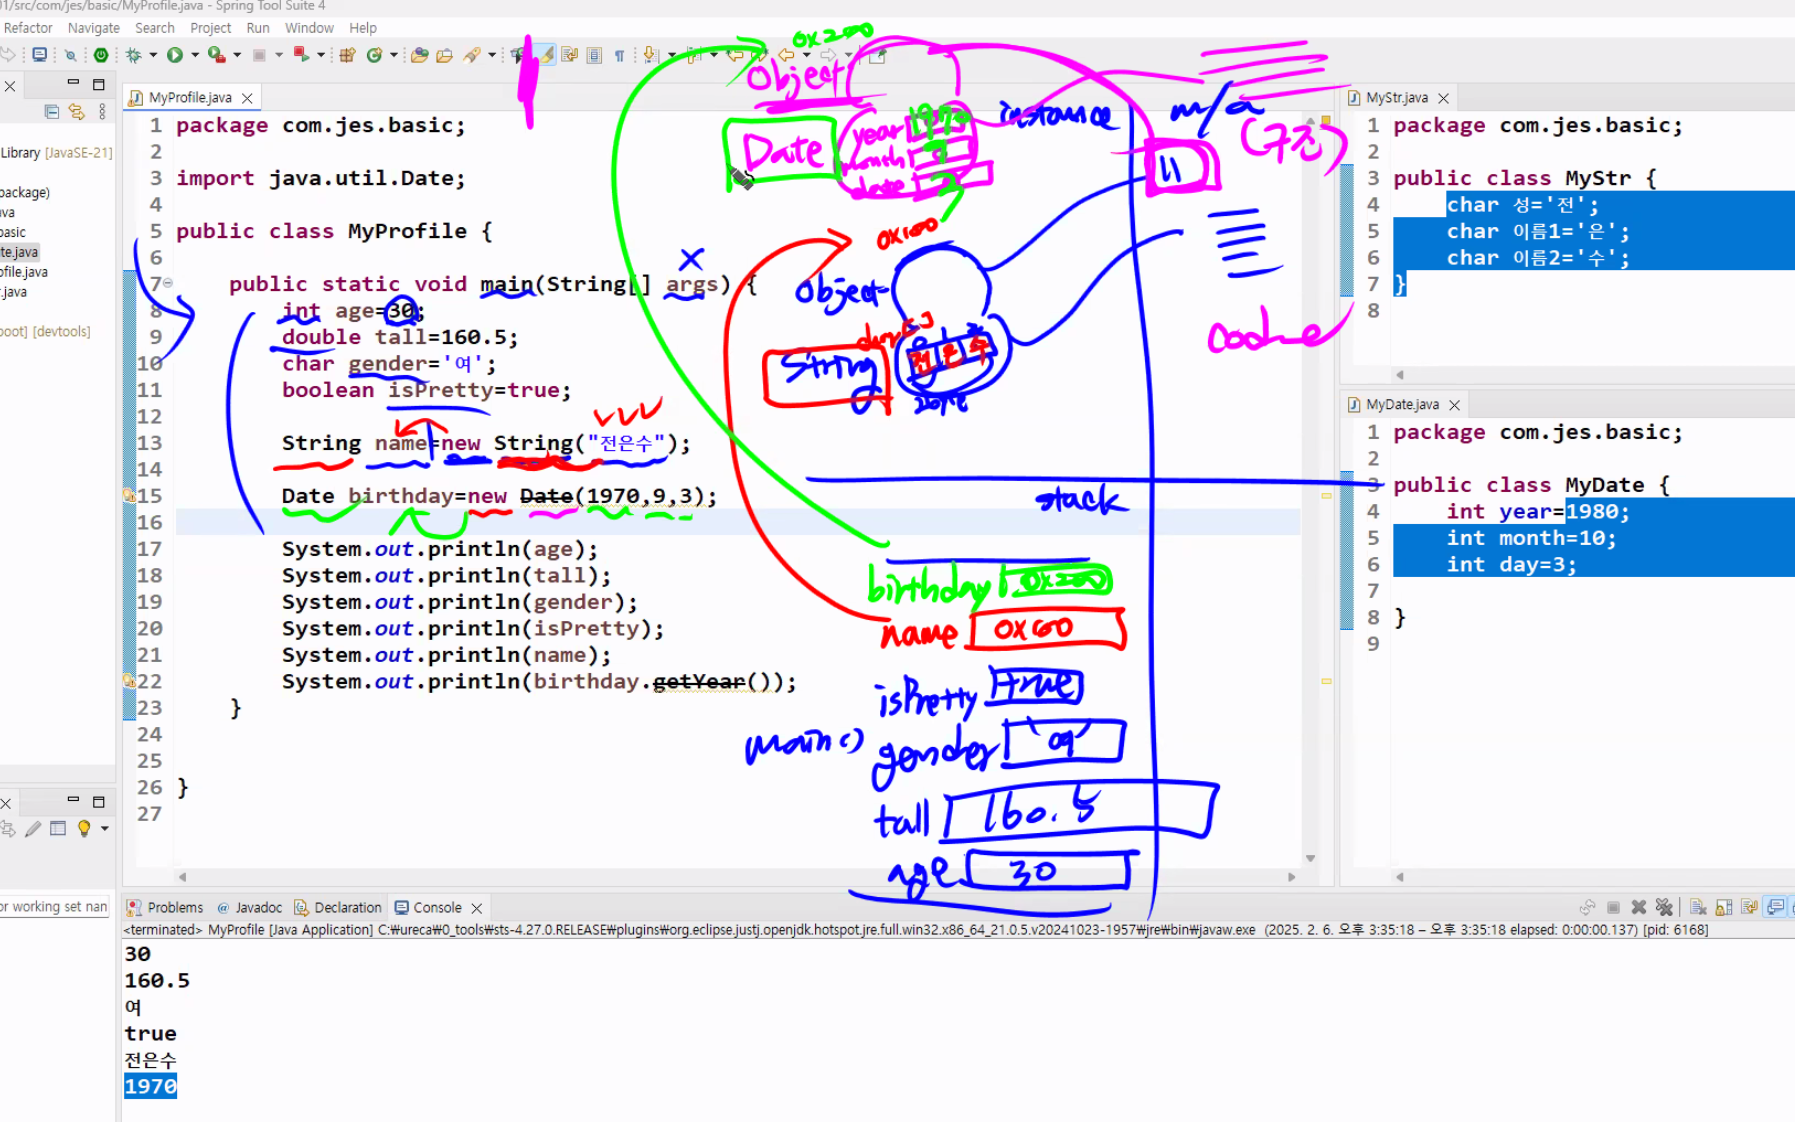 01/src/com/jes/basic/MyProfile.java - Spring Tool Suite 4
Refactor Navigate Search Project Run Window Help
MyProfile.java
1 package com.jes.basic;
2
3 import java.util.Date;
4
5 public class MyProfile {
6
7 public static void main(String[] args) {
8 int age=30;
9 double tall=160.5;
10 char gender='여';
11 boolean isPretty=true;
12
13 String name=new String("전은수");
14
15 Date birthday=new Date(1970,9,3);
16
17 System.out.println(age);
18 System.out.println(tall);
19 System.out.println(gender);
20 System.out.println(isPretty);
21 System.out.println(name);
22 System.out.println(birthday.getYear());
23 }
24
25
26 }
27
Library [JavaSE-21]
package)
va
basic
te.java
ofile.java
r.java
boot] [devtools]
or working set nan
0x200
Object
instance
m/a
(구조)
Date
year 1970
month 9
date 3
0x100
Object
char[]
0 1 2
String
전 은 수
code
stack
birthday 0x200
name 0x100
isPretty true
main()
gender '여'
tall 160.5
age 30
MyStr.java
1 package com.jes.basic;
2
3 public class MyStr {
4 char 성='전';
5 char 이름1='은';
6 char 이름2='수';
7 }
8
MyDate.java
1 package com.jes.basic;
2
3 public class MyDate {
4 int year=1980;
5 int month=10;
6 int day=3;
7
8 }
9
Problems @ Javadoc Declaration Console
<terminated> MyProfile [Java Application] C:₩ureca₩0_tools₩sts-4.27.0.RELEASE₩plugins₩org.eclipse.justj.openjdk.hotspot.jre.full.win32.x86_64_21.0.5.v20241023-1957₩jre₩bin₩javaw.exe (2025. 2. 6. 오후 3:35:18 – 오후 3:35:18 elapsed: 0:00:00.137) [pid: 6168]
30
160.5
여
true
전은수
1970